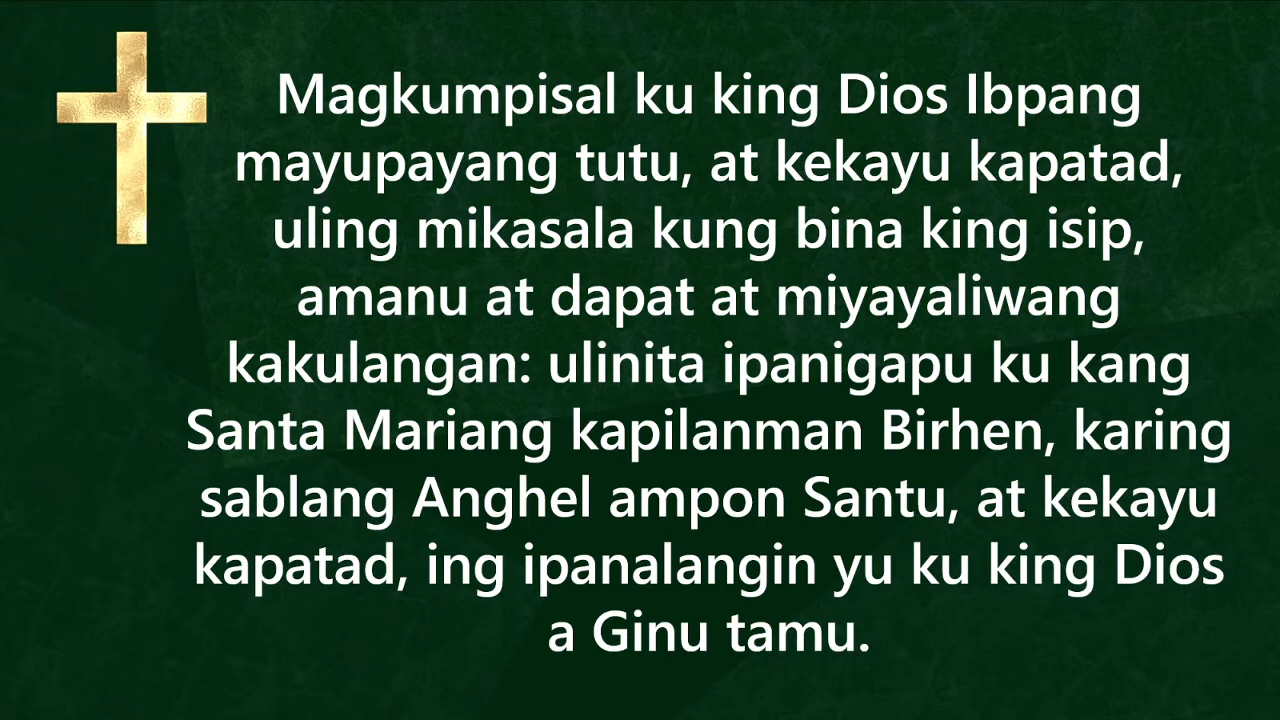 Magkumpisal ku king Dios Ibpang
mayupayang tutu, at kekayu kapatad,
uling mikasala kung bina king isip,
amanu at dapat at miyayaliwang
kakulangan: ulinita ipanigapu ku kang
Santa Mariang kapilanman Birhen, karing
sablang Anghel ampon Santu, at kekayu
kapatad, ing ipanalangin yu ku king Dios
a Ginu tamu.